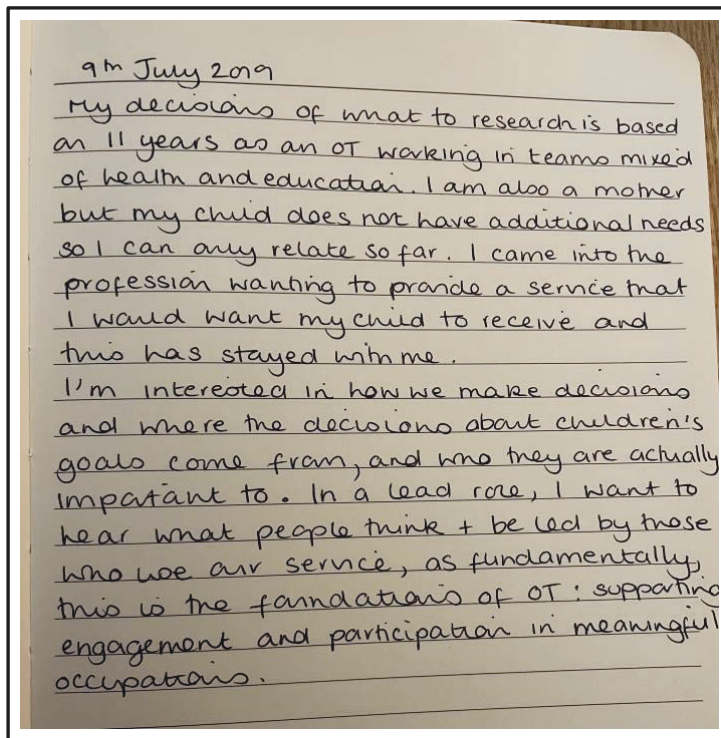 9th July 2019
My decisions of what to research is based
on 11 years as an OT working in teams mixed
of health and education. I am also a mother
but my child does not have additional needs
so I can only relate so far. I came into the
profession wanting to provide a service that
I would want my child to receive and
this has stayed with me.
I'm interested in how we make decisions
and where the decisions about children's
goals come from, and who they are actually
important to. In a lead role, I want to
hear what people think + be led by those
who use our service, as fundamentally,
this is the foundations of OT: supporting
engagement and participation in meaningful
occupations.